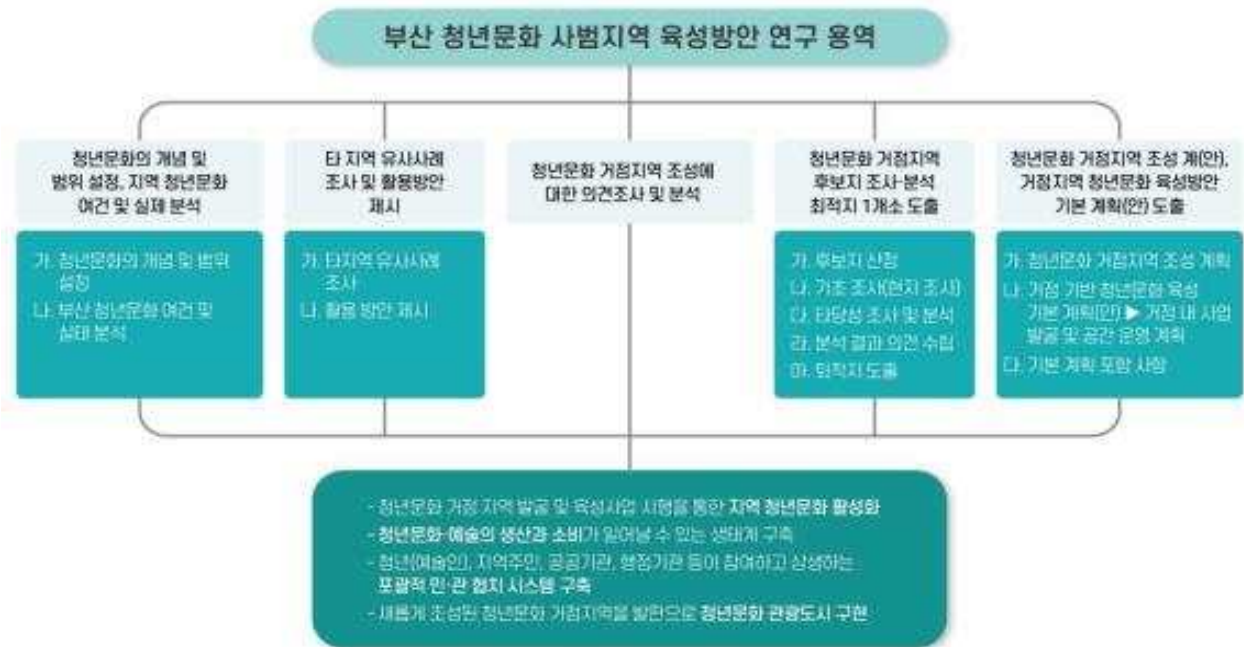 부산 청년문화 시범지역 육성방안 연구 용역
청년문화의 개념 및
범위 설정, 지역 청년문화
여건 및 실제 분석
타 지역 유사사례
조사 및 활용방안
제시
청년문화 거점지역 조성에
대한 의견조사 및 분석
청년문화 거점지역
후보지 조사·분석
최적지 1개소 도출
청년문화 거점지역 조성 계(안),
거점지역 청년문화 육성방안
기본 계획(안) 도출
가. 청년문화의 개념 및 범위
설정
나. 부산 청년문화 여건 및
실태 분석
가. 타지역 유사사례
조사
나. 활용 방안 제시
가. 후보지 선정
나. 기초 조사(현지 조사)
다. 타당성 조사 및 분석
라. 분석 결과 의견 수립
마. 최적지 도출
가. 청년문화 거점지역 조성 계획
나. 거점 기반 청년문화 육성
기본 계획(안) ▶ 거점 내 사업
발굴 및 공간 운영 계획
다. 기본 계획 포함 사항
- 청년문화 거점 지역 발굴 및 육성사업 시행을 통한 지역 청년문화 활성화
- 청년문화·예술의 생산과 소비가 일어날 수 있는 생태계 구축
- 청년(예술인), 지역주민, 공공기관, 행정기관 등이 참여하고 상생하는
포괄적 민·관 협치 시스템 구축
- 새롭게 조성된 청년문화 거점지역을 발판으로 청년문화 관광도시 구현